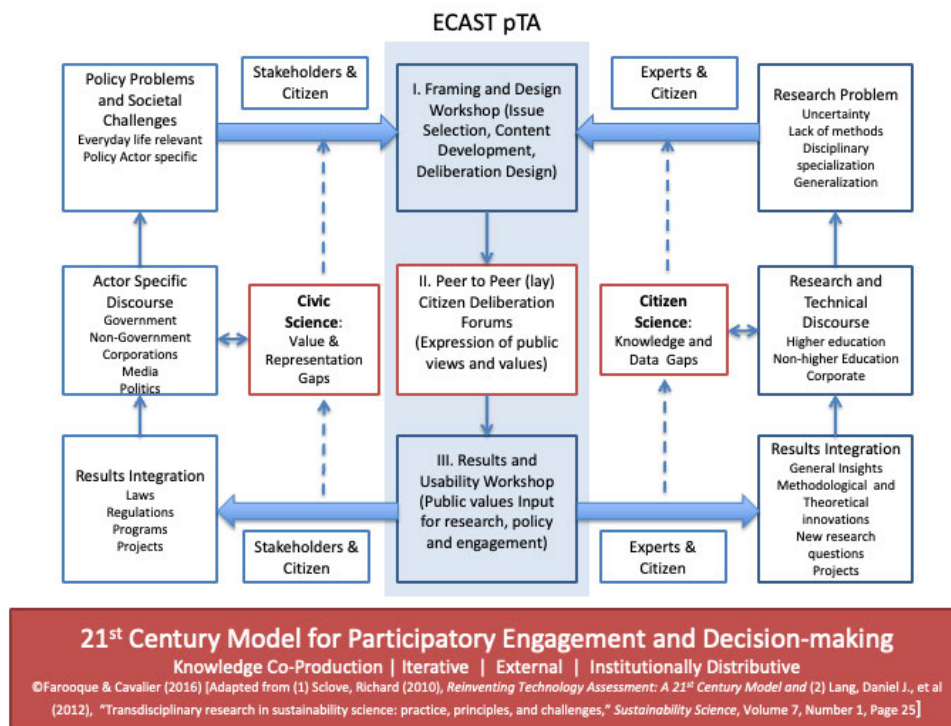 ECAST pTA
Policy Problems
and Societal
Challenges
Everyday life relevant
Policy Actor specific
Stakeholders &
Citizen
I. Framing and Design
Workshop (Issue
Selection, Content
Development,
Deliberation Design)
Experts &
Citizen
Research Problem
Uncertainty
Lack of methods
Disciplinary
specialization
Generalization
Actor Specific
Discourse
Government
Non-Government
Corporations
Media
Politics
Civic
Science:
Value &
Representation
Gaps
II. Peer to Peer (lay)
Citizen Deliberation
Forums
(Expression of public
views and values)
Citizen
Science:
Knowledge and
Data Gaps
Research and
Technical
Discourse
Higher education
Non-higher Education
Corporate
Results Integration
Laws
Regulations
Programs
Projects
Stakeholders &
Citizen
III. Results and
Usability Workshop
(Public values Input
for research, policy
and engagement)
Experts &
Citizen
Results Integration
General Insights
Methodological and
Theoretical
innovations
New research
questions
Projects
21st Century Model for Participatory Engagement and Decision-making
Knowledge Co-Production | Iterative | External | Institutionally Distributive
©Farooque & Cavalier (2016) [Adapted from (1) Sclove, Richard (2010), Reinventing Technology Assessment: A 21st Century Model and (2) Lang, Daniel J., et al
(2012), "Transdisciplinary research in sustainability science: practice, principles, and challenges," Sustainability Science, Volume 7, Number 1, Page 25]